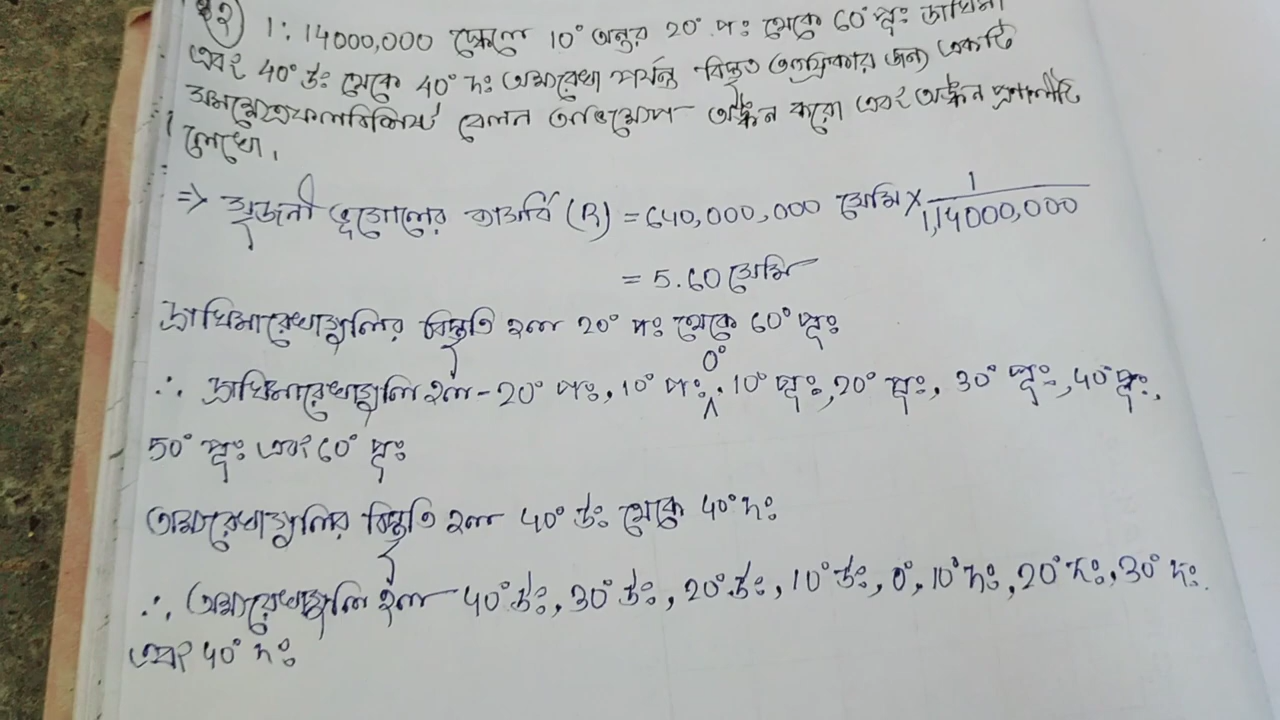 ২) 1:14000,000 স্কেলে 10° অন্তর 20° পঃ থেকে 60° পূঃ দ্রাঘিমা
এবং 40° উঃ থেকে 40° দঃ অক্ষরেখা পর্যন্ত বিস্তৃত এলাকার জন্য একটি
সমক্ষেত্রফলবিশিষ্ট বেলন অভিক্ষেপ অঙ্কন করো এবং অঙ্কন প্রণালীটি
লেখো।
⇒ সৃজনী ভূগোলের ব্যাসার্ধ (R) = 640,000,000 সেমি × 1/1,14000,000
= 5.60 সেমি
দ্রাঘিমারেখাগুলির বিস্তৃতি হল 20° পঃ থেকে 60° পূঃ
∴ দ্রাঘিমারেখাগুলি হল - 20° পঃ, 10° পঃ, 0°, 10° পূঃ, 20° পূঃ, 30° পূঃ, 40° পূঃ,
50° পূঃ এবং 60° পূঃ
অক্ষরেখাগুলির বিস্তৃতি হল 40° উঃ থেকে 40° দঃ
∴ অক্ষরেখাগুলি হল 40° উঃ, 30° উঃ, 20° উঃ, 10° উঃ, 0°, 10° দঃ, 20° দঃ, 30° দঃ
এবং 40° দঃ